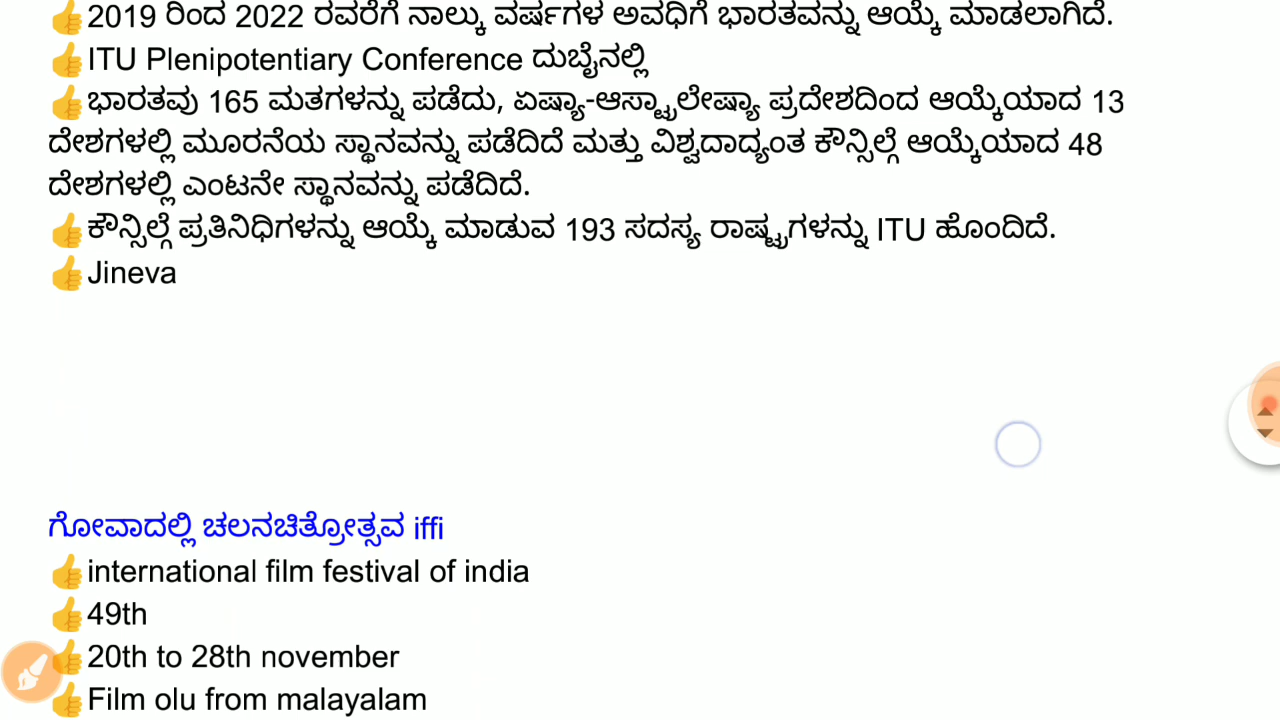 👍2019 ರಿಂದ 2022 ರವರೆಗೆ ನಾಲ್ಕು ವರ್ಷಗಳ ಅವಧಿಗೆ ಭಾರತವನ್ನು ಆಯ್ಕೆ ಮಾಡಲಾಗಿದೆ.
👍ITU Plenipotentiary Conference ದುಬೈನಲ್ಲಿ
👍ಭಾರತವು 165 ಮತಗಳನ್ನು ಪಡೆದು, ಏಷ್ಯಾ-ಆಸ್ಟ್ರಾಲೇಷ್ಯಾ ಪ್ರದೇಶದಿಂದ ಆಯ್ಕೆಯಾದ 13
ದೇಶಗಳಲ್ಲಿ ಮೂರನೆಯ ಸ್ಥಾನವನ್ನು ಪಡೆದಿದೆ ಮತ್ತು ವಿಶ್ವದಾದ್ಯಂತ ಕೌನ್ಸಿಲ್ಗೆ ಆಯ್ಕೆಯಾದ 48
ದೇಶಗಳಲ್ಲಿ ಎಂಟನೇ ಸ್ಥಾನವನ್ನು ಪಡೆದಿದೆ.
👍ಕೌನ್ಸಿಲ್ಗೆ ಪ್ರತಿನಿಧಿಗಳನ್ನು ಆಯ್ಕೆ ಮಾಡುವ 193 ಸದಸ್ಯ ರಾಷ್ಟ್ರಗಳನ್ನು ITU ಹೊಂದಿದೆ.
👍Jineva
ಗೋವಾದಲ್ಲಿ ಚಲನಚಿತ್ರೋತ್ಸವ iffi
👍international film festival of india
👍49th
👍20th to 28th november
👍Film olu from malayalam